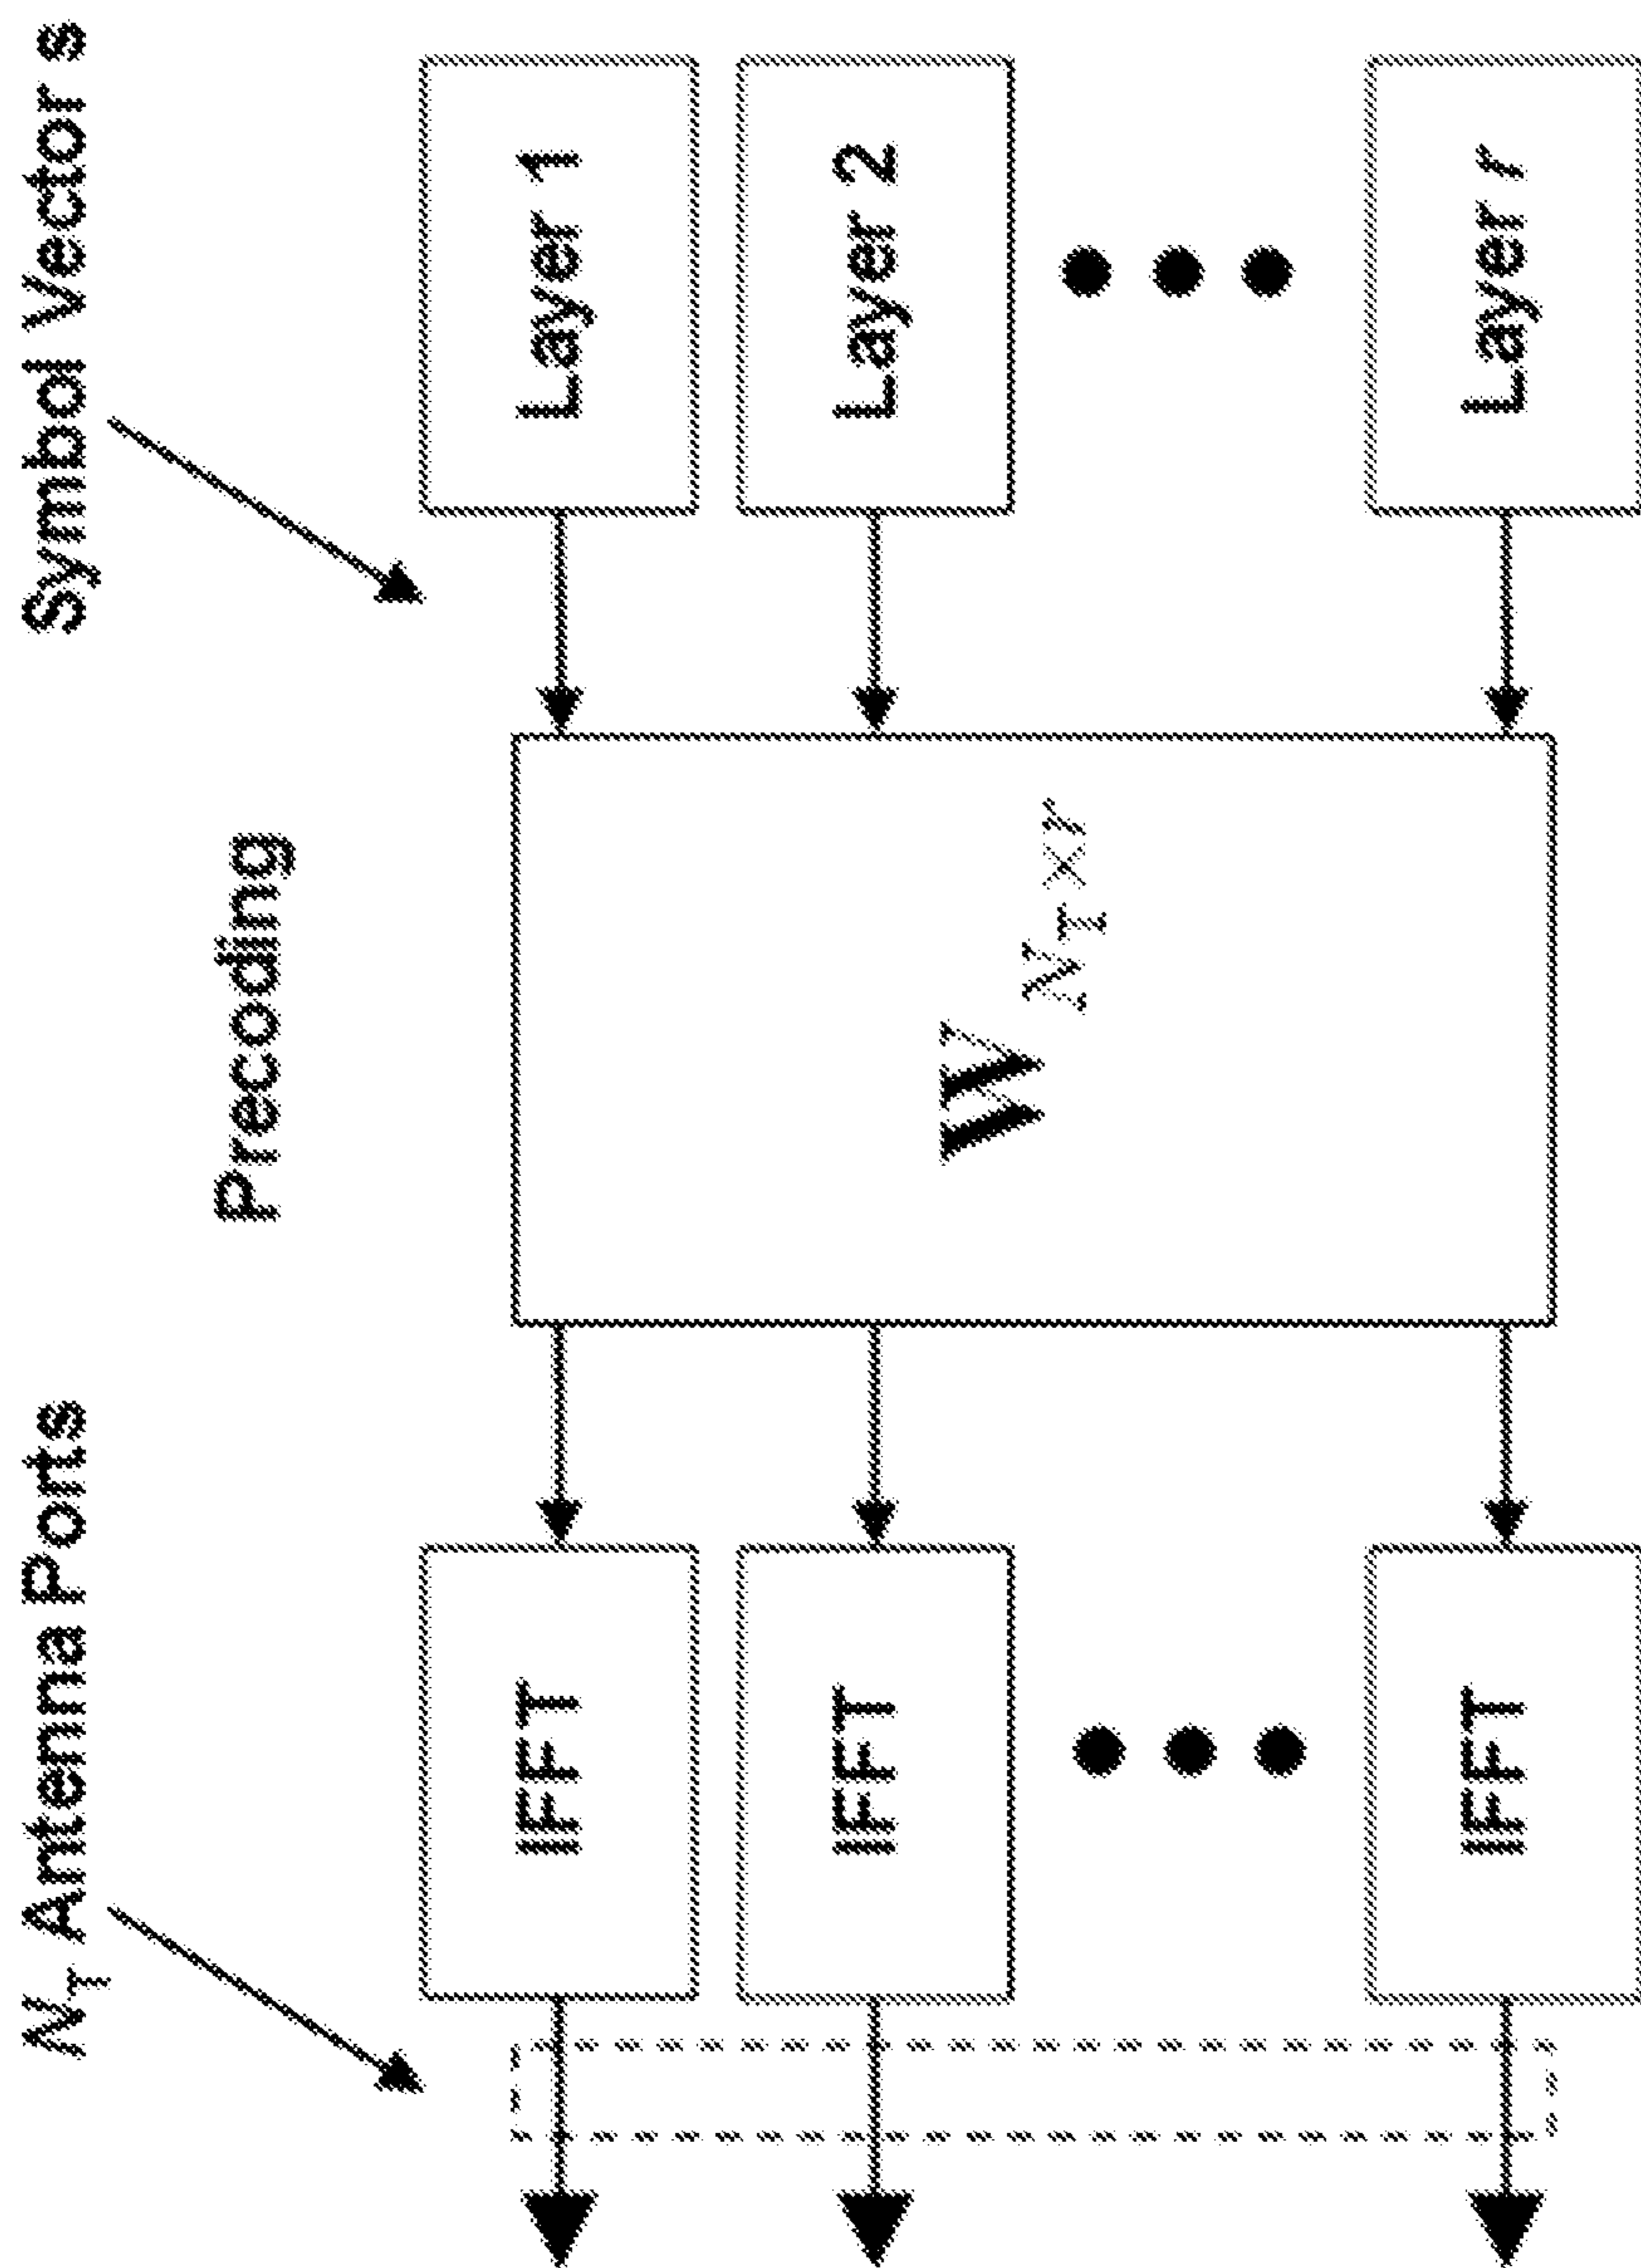 N_T Antenna Ports
Precoding
Symbol Vector s
IFFT
IFFT
IFFT
W_{N_T×r}
Layer 1
Layer 2
Layer r